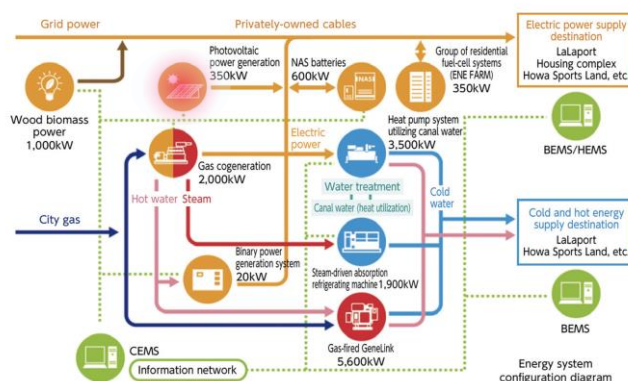 Grid power
Privately-owned cables
Electric power supply
destination
LaLaport
Housing complex
Howa Sports Land, etc.
Photovoltaic
power generation
350kW
NAS batteries
600kW
NAS
Group of residential
fuel-cell systems
(ENE FARM)
350kW
Wood biomass
power
1,000kW
BEMS/HEMS
Gas cogeneration
2,000kW
Electric
power
Heat pump system
utilizing canal water
3,500kW
Hot water
Steam
Water treatment
Canal water (heat utilization)
Cold
water
Cold and hot energy
supply destination
LaLaport
Howa Sports Land, etc.
City gas
Binary power
generation system
20kW
Steam-driven absorption
refrigerating machine 1,900kW
Gas-fired GeneLink
5,600kW
BEMS
CEMS
Information network
Energy system
configuration diagram